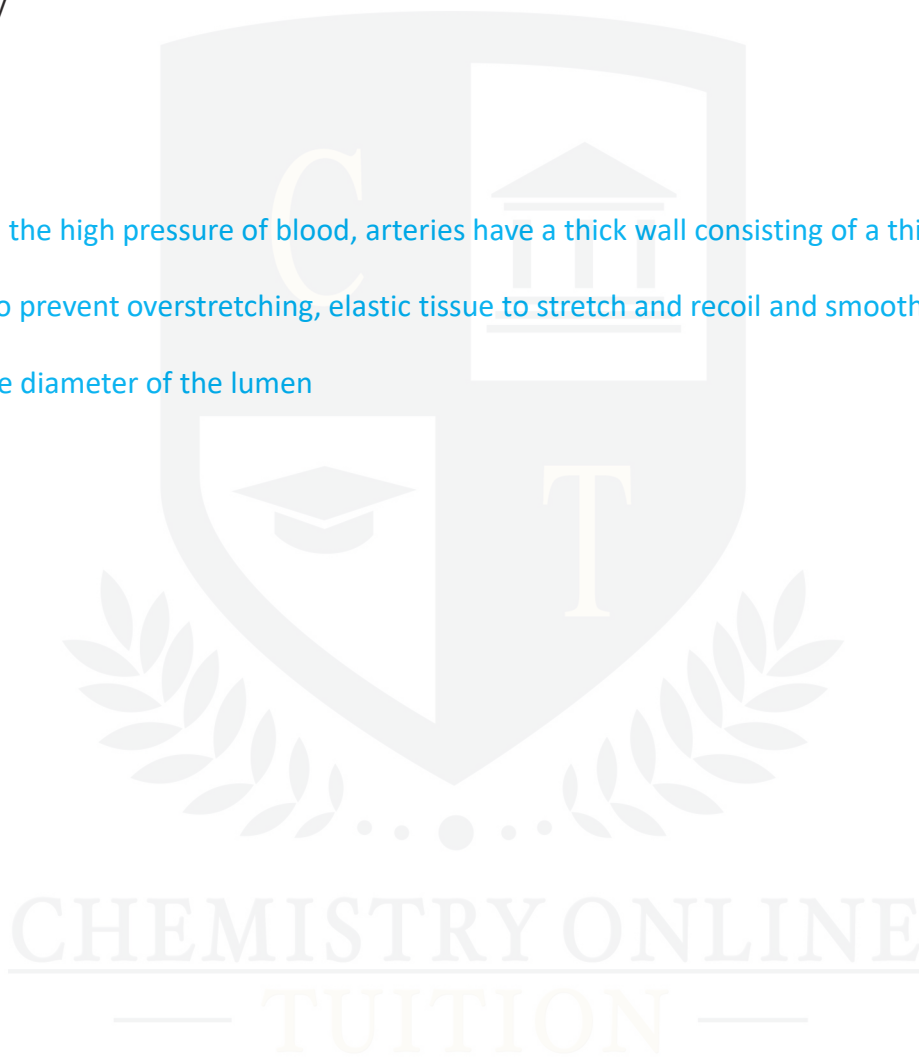 the high pressure of blood, arteries have a thick wall consisting of a thi
o prevent overstretching, elastic tissue to stretch and recoil and smooth
e diameter of the lumen
C
T
CHEMISTRY ONLINE
— TUITION —